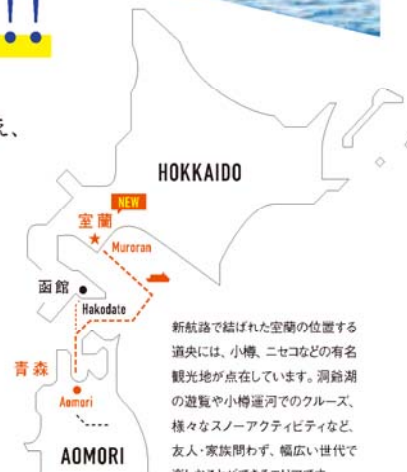 !!
え、
HOKKAIDO
NEW
室蘭
Muroran
函館
Hakodate
青森
Aomori
AOMORI
新航路で結ばれた室蘭の位置する
道央には、小樽、ニセコなどの有名
観光地が点在しています。洞爺湖
の遊覧や小樽運河でのクルーズ、
様々なスノーアクティビティなど、
友人・家族問わず、幅広い世代で